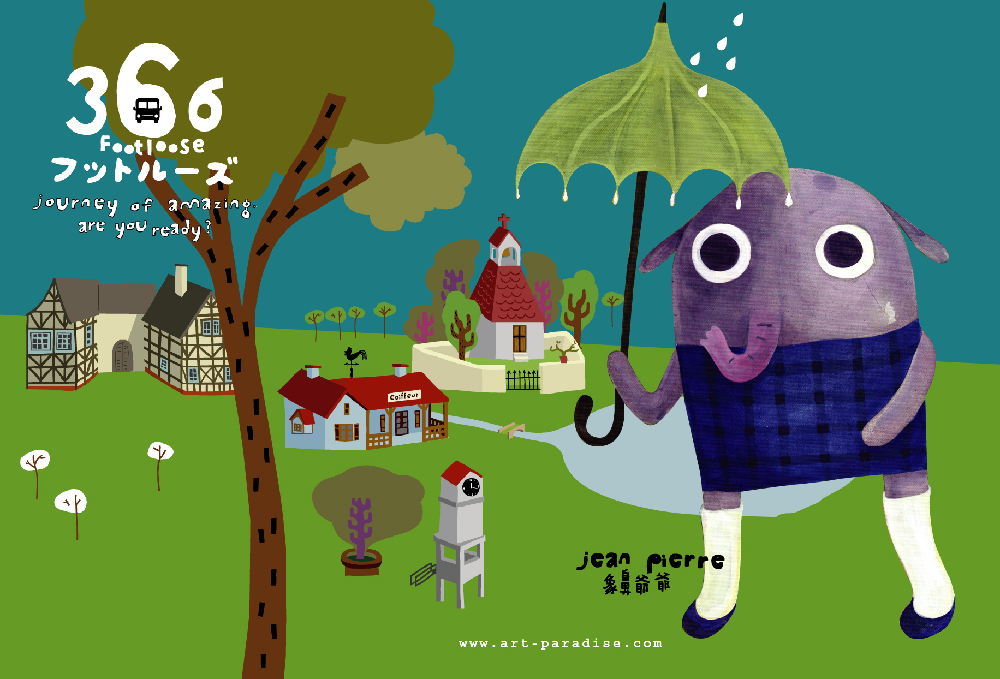 366
Footloose
フットルーズ
journey of amazing.
are you ready?
Coiffeur
jean pierre
象鼻爺爺
www.art-paradise.com